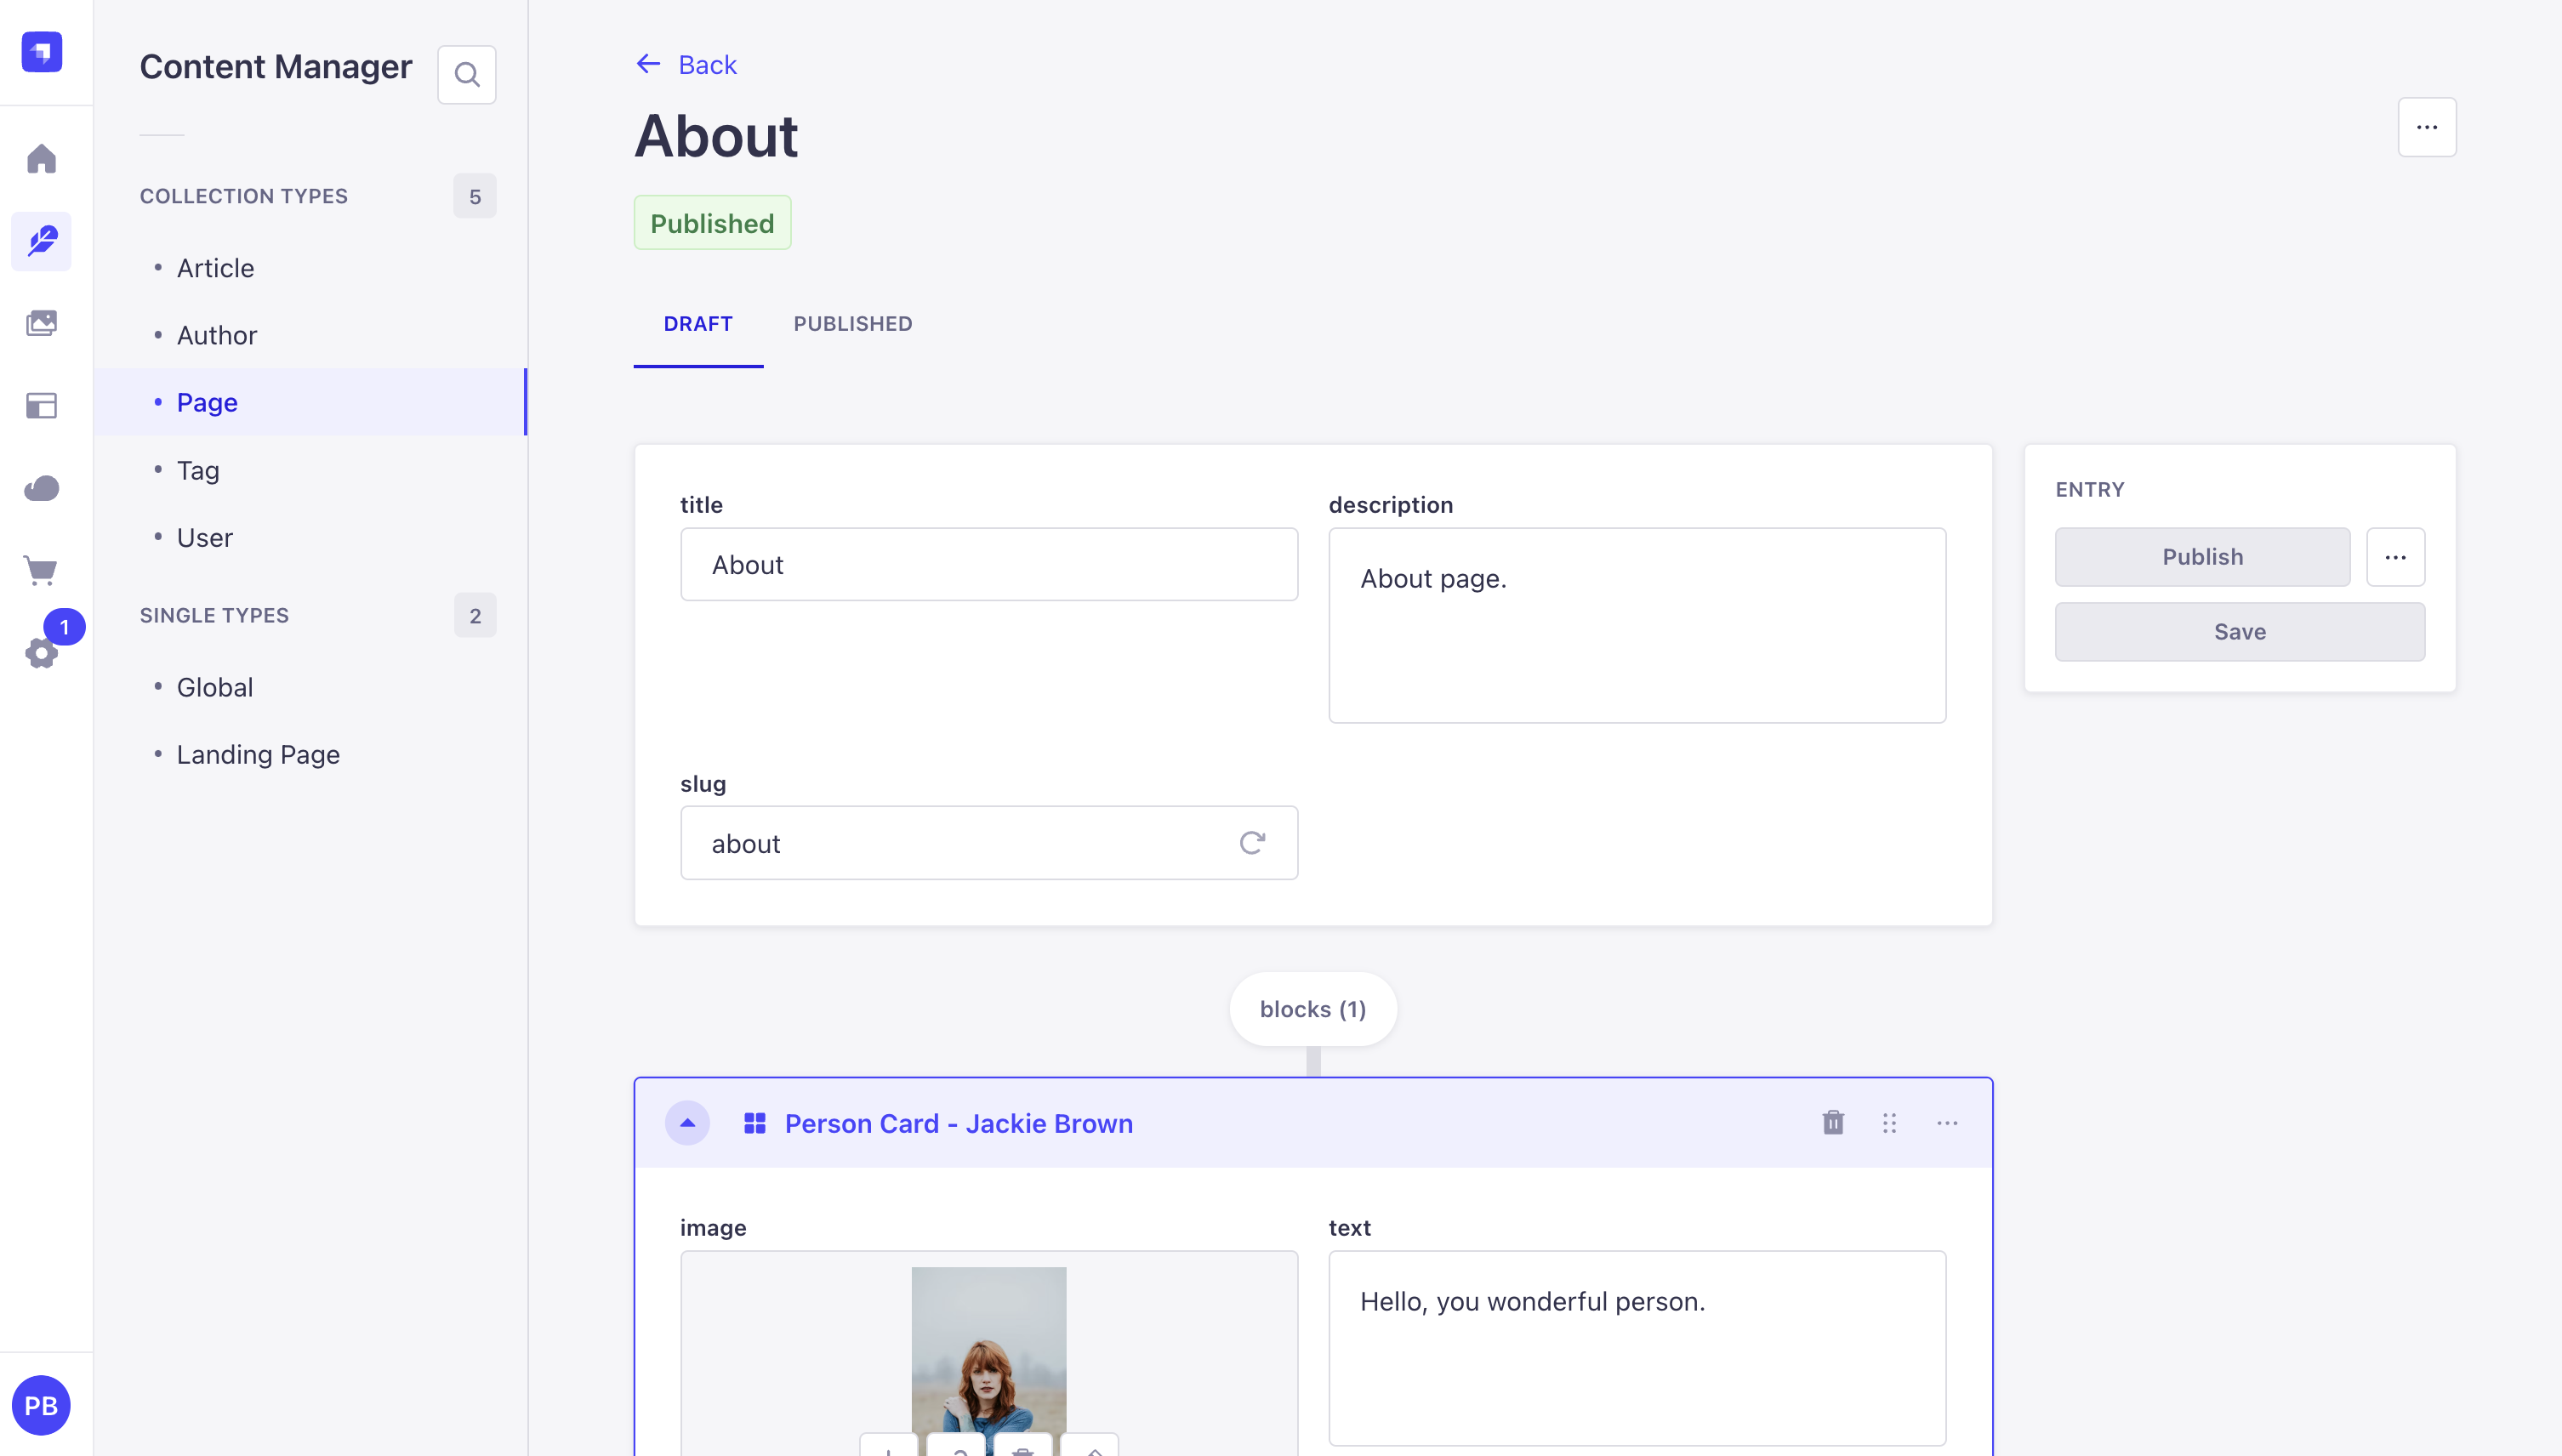 Content Manager
COLLECTION TYPES 5
Article
Author
Page
Tag
User
SINGLE TYPES 2
Global
Landing Page
1
PB
Back
About
Published
DRAFT PUBLISHED
title
About
description
About page.
slug
about
ENTRY
Publish
Save
blocks (1)
Person Card - Jackie Brown
image
text
Hello, you wonderful person.